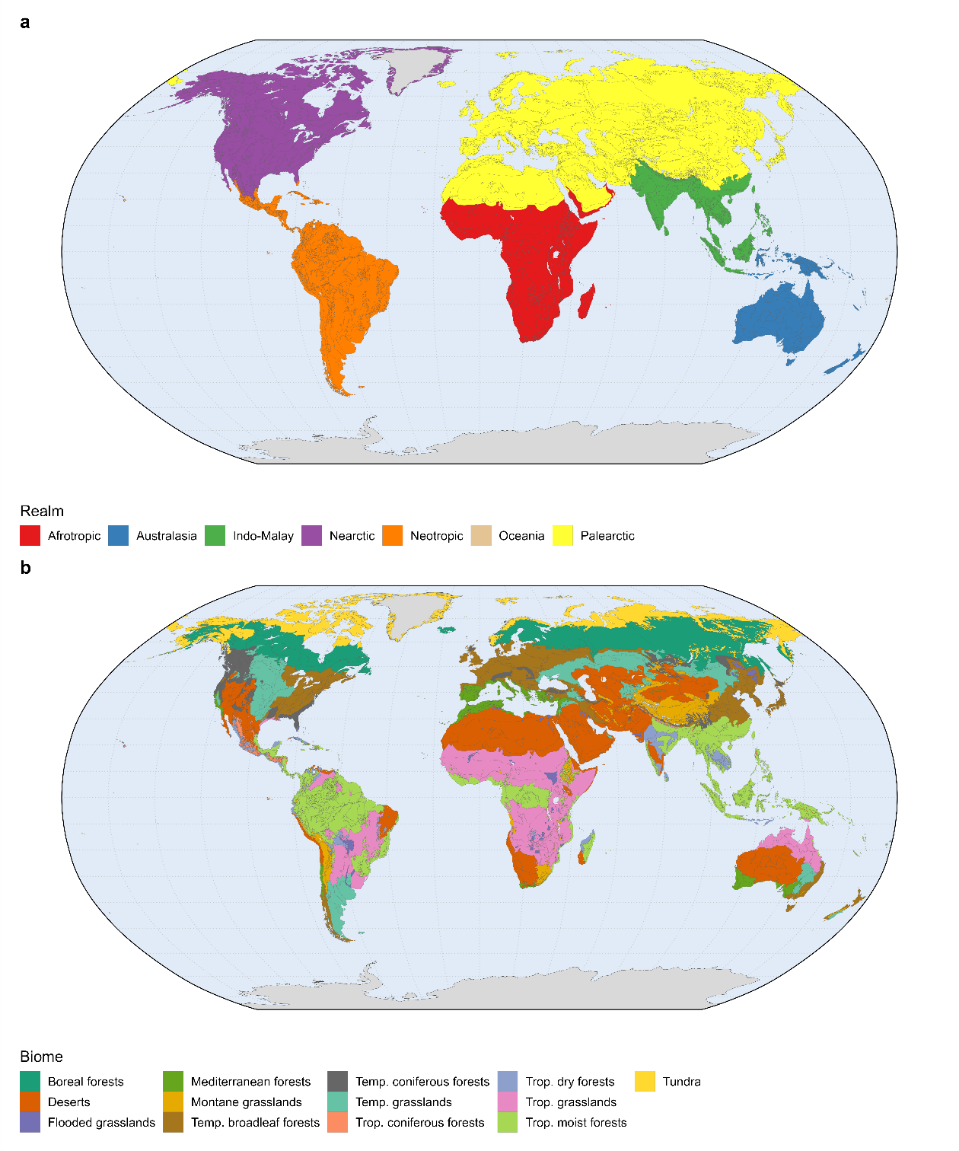 a
Realm
Afrotropic Australasia Indo-Malay Nearctic Neotropic Oceania Palearctic
b
Biome
Boreal forests Mediterranean forests Temp. coniferous forests Trop. dry forests Tundra
Deserts Montane grasslands Temp. grasslands Trop. grasslands
Flooded grasslands Temp. broadleaf forests Trop. coniferous forests Trop. moist forests